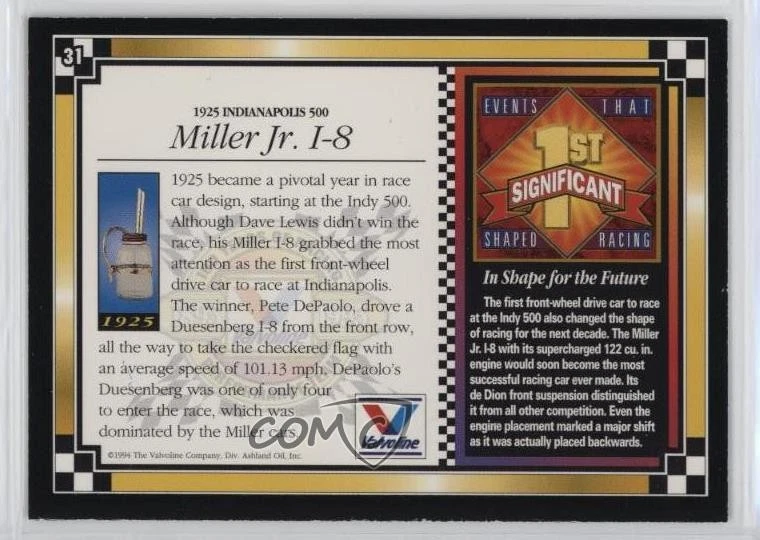 31
1925 INDIANAPOLIS 500
Miller Jr. I-8
1925 became a pivotal year in race
car design, starting at the Indy 500.
Although Dave Lewis didn't win the
race, his Miller I-8 grabbed the most
attention as the first front-wheel
drive car to race at Indianapolis.
The winner, Pete DePaolo, drove a
Duesenberg I-8 from the front row,
all the way to take the checkered flag with
an average speed of 101.13 mph. DePaolo's
Duesenberg was one of only four
to enter the race, which was
dominated by the Miller cars.
1925
Valvoline
©1994 The Valvoline Company, Div. Ashland Oil, Inc.
COMC
EVENTS THAT
1ST
SIGNIFICANT
SHAPED RACING
In Shape for the Future
The first front-wheel drive car to race
at the Indy 500 also changed the shape
of racing for the next decade. The Miller
Jr. I-8 with its supercharged 122 cu. in.
engine would soon become the most
successful racing car ever made. Its
de Dion front suspension distinguished
it from all other competition. Even the
engine placement marked a major shift
as it was actually placed backwards.